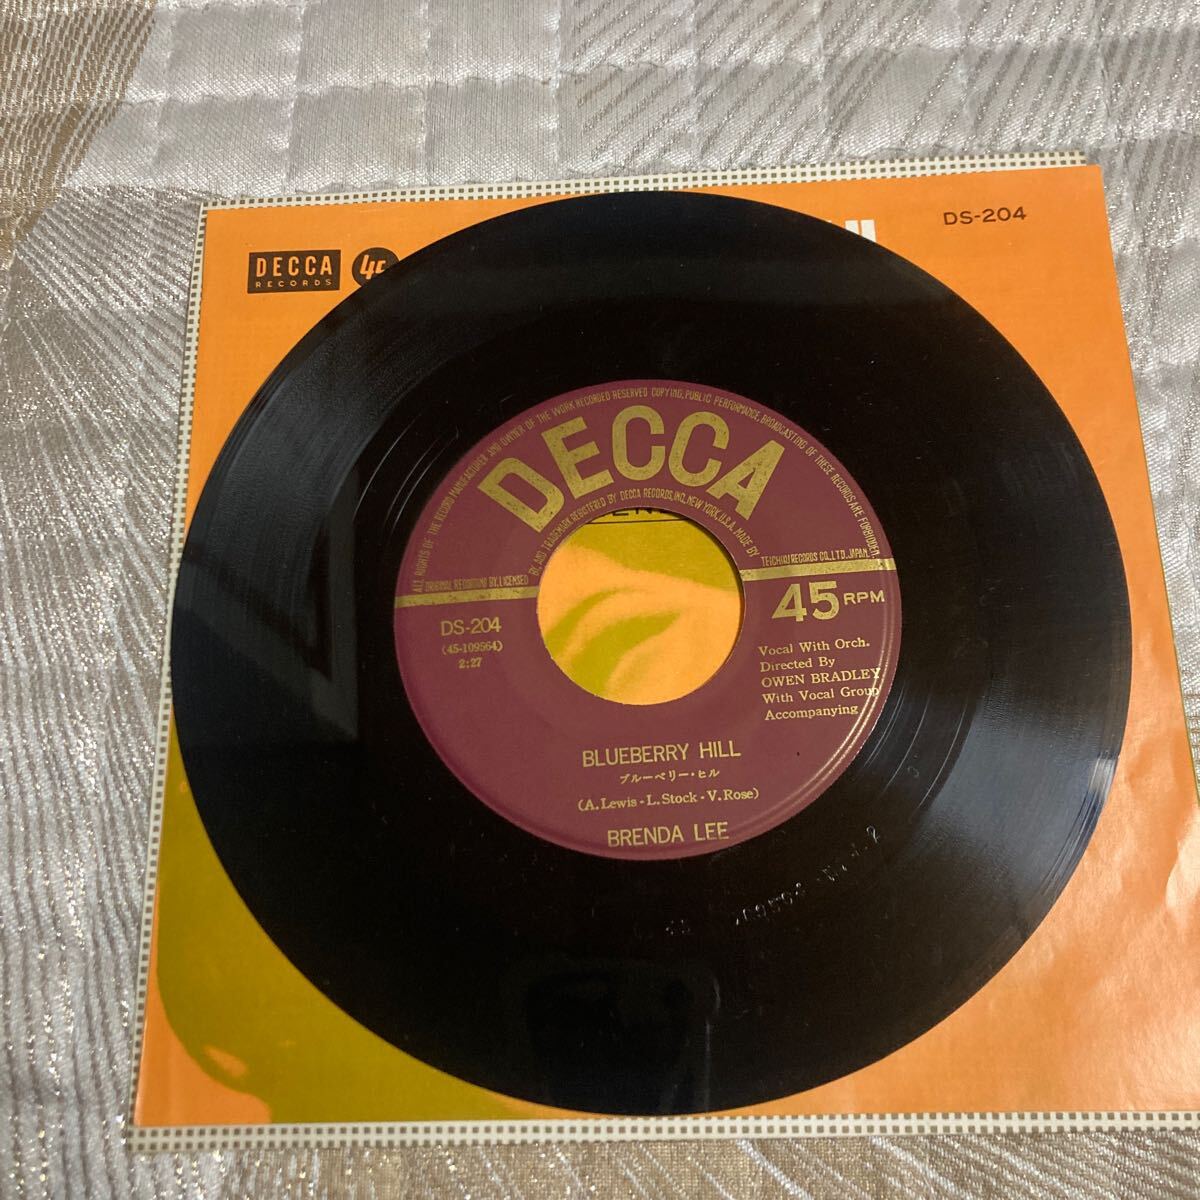 DECCA
RECORDS
45
DS-204
ALL RIGHTS OF THE RECORD MANUFACTURER AND OWNER OF THE WORK RECORDED RESERVED COPYING, PUBLIC PERFORMANCE, BROADCASTING OF THESE RECORDS ARE FORBIDDEN.
DECCA
ORIGINAL RECORDING BY, LICENSED
BY, AND TRADEMARK REGISTERED BY DECCA RECORDS, INC., NEW YORK, U.S.A. MADE BY
TEICHIKU RECORDS CO., LTD. JAPAN.
45 RPM
DS-204
(45-109564)
2:27
Vocal With Orch.
Directed By
OWEN BRADLEY
With Vocal Group
Accompanying
BLUEBERRY HILL
ブルーベリー・ヒル
(A. Lewis - L. Stock - V. Rose)
BRENDA LEE